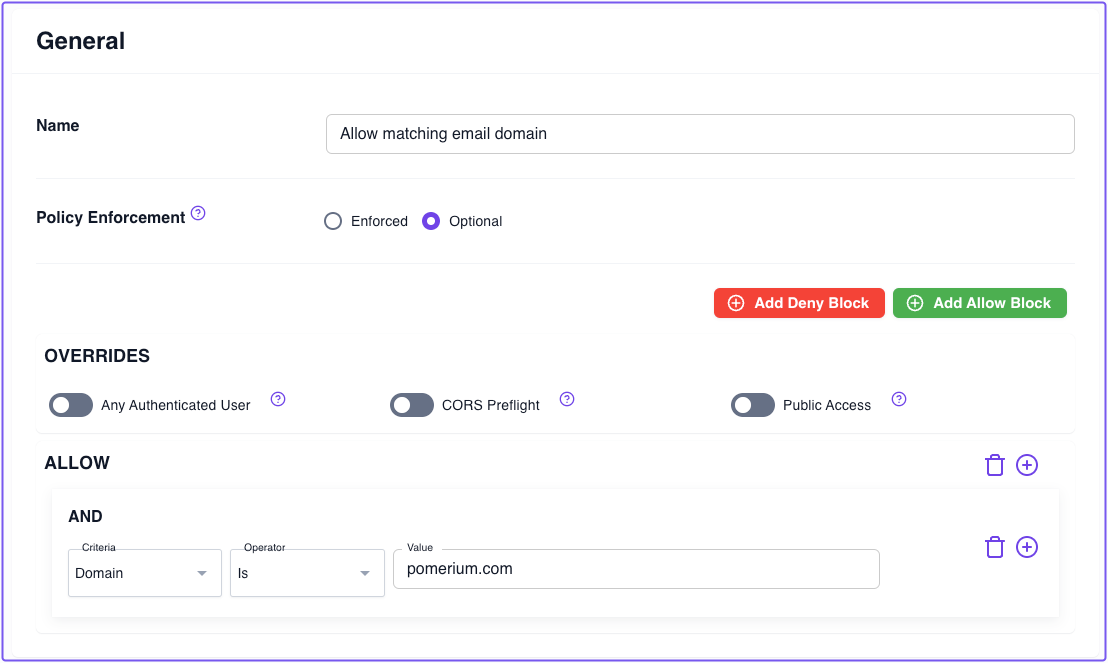 General
Name
Allow matching email domain
Policy Enforcement ?
Enforced Optional
Add Deny Block Add Allow Block
OVERRIDES
Any Authenticated User ? CORS Preflight ? Public Access ?
ALLOW
AND
Criteria Operator Value
Domain Is pomerium.com